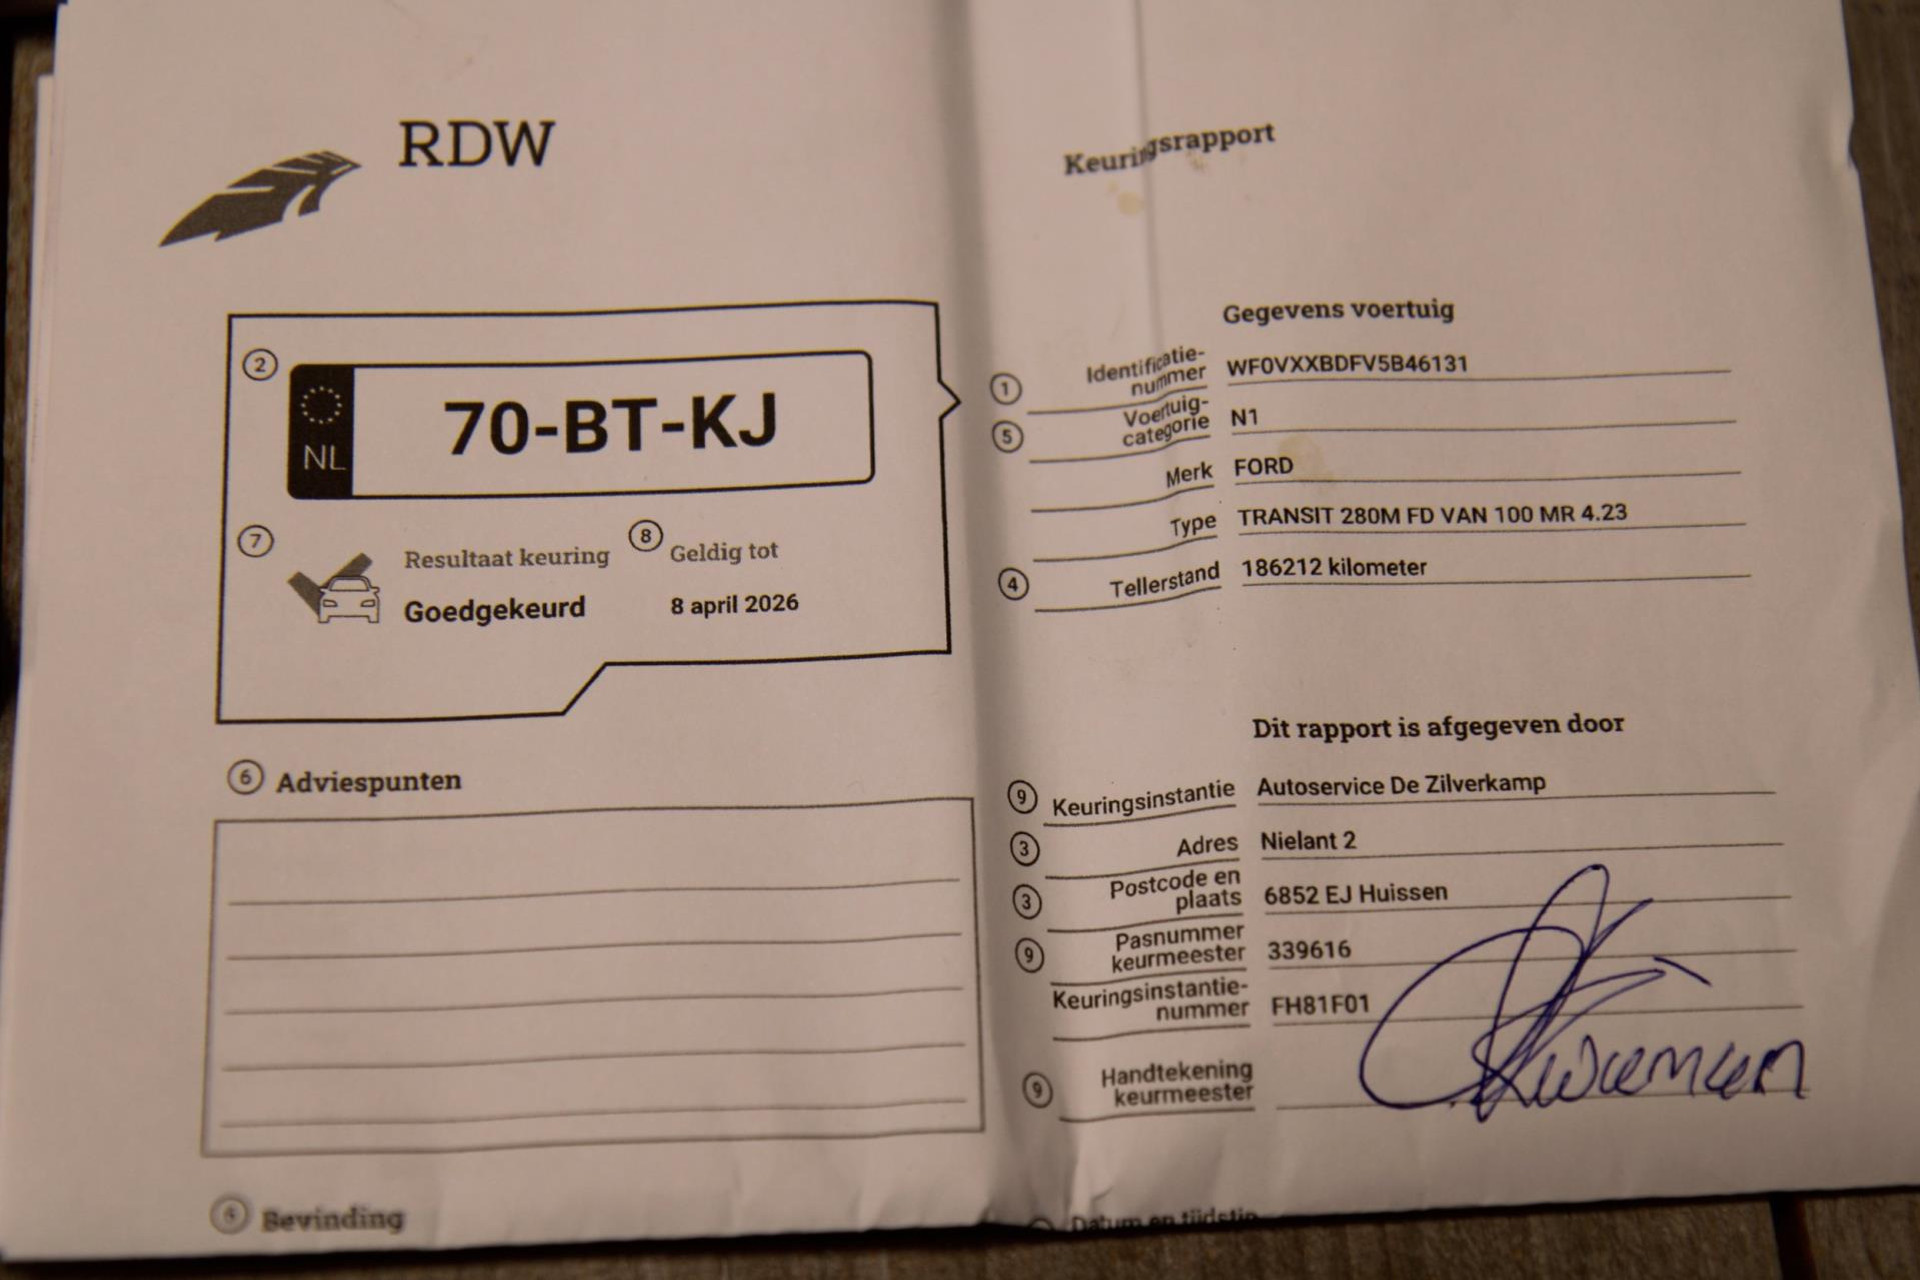 RDW
Keuringsrapport
2
NL
70-BT-KJ
7
Resultaat keuring
Goedgekeurd
8
Geldig tot
8 april 2026
6 Adviespunten
Bevinding
Gegevens voertuig
1 Identificatie-
nummer WF0VXXBDFV5B46131
5 Voertuig-
categorie N1
Merk FORD
Type TRANSIT 280M FD VAN 100 MR 4.23
4 Tellerstand 186212 kilometer
Dit rapport is afgegeven door
9 Keuringsinstantie Autoservice De Zilverkamp
3 Adres Nielant 2
3 Postcode en
plaats 6852 EJ Huissen
9 Pasnummer
keurmeester 339616
Keuringsinstantie-
nummer FH81F01
9 Handtekening
keurmeester
Datum en tijdstip